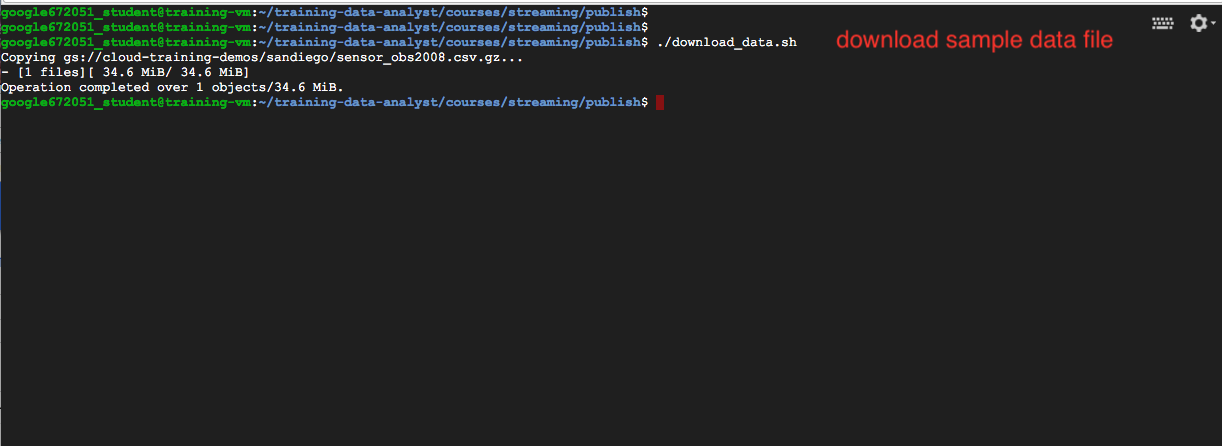 google672051_student@training-vm:~/training-data-analyst/courses/streaming/publish$
google672051_student@training-vm:~/training-data-analyst/courses/streaming/publish$
google672051_student@training-vm:~/training-data-analyst/courses/streaming/publish$ ./download_data.sh download sample data file
Copying gs://cloud-training-demos/sandiego/sensor_obs2008.csv.gz...
- [1 files][ 34.6 MiB/ 34.6 MiB]
Operation completed over 1 objects/34.6 MiB.
google672051_student@training-vm:~/training-data-analyst/courses/streaming/publish$